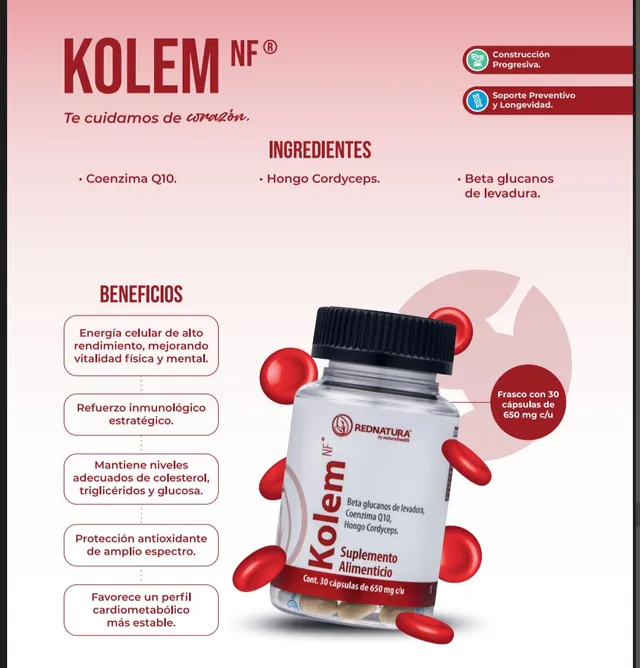 KOLEM NF®
Te cuidamos de corazón.
Construcción
Progresiva.
Soporte Preventivo
y Longevidad.
INGREDIENTES
• Coenzima Q10.
• Hongo Cordyceps.
• Beta glucanos
de levadura.
BENEFICIOS
Energía celular de alto
rendimiento, mejorando
vitalidad física y mental.
Refuerzo inmunológico
estratégico.
Mantiene niveles
adecuados de colesterol,
triglicéridos y glucosa.
Protección antioxidante
de amplio espectro.
Favorece un perfil
cardiometabólico
más estable.
Frasco con 30
cápsulas de
650 mg c/u
REDNATURA®
by naturalhealth
Kolem NF®
Beta glucanos de levadura,
Coenzima Q10,
Hongo Cordyceps.
Suplemento
Alimenticio
Cont. 30 cápsulas de 650 mg c/u